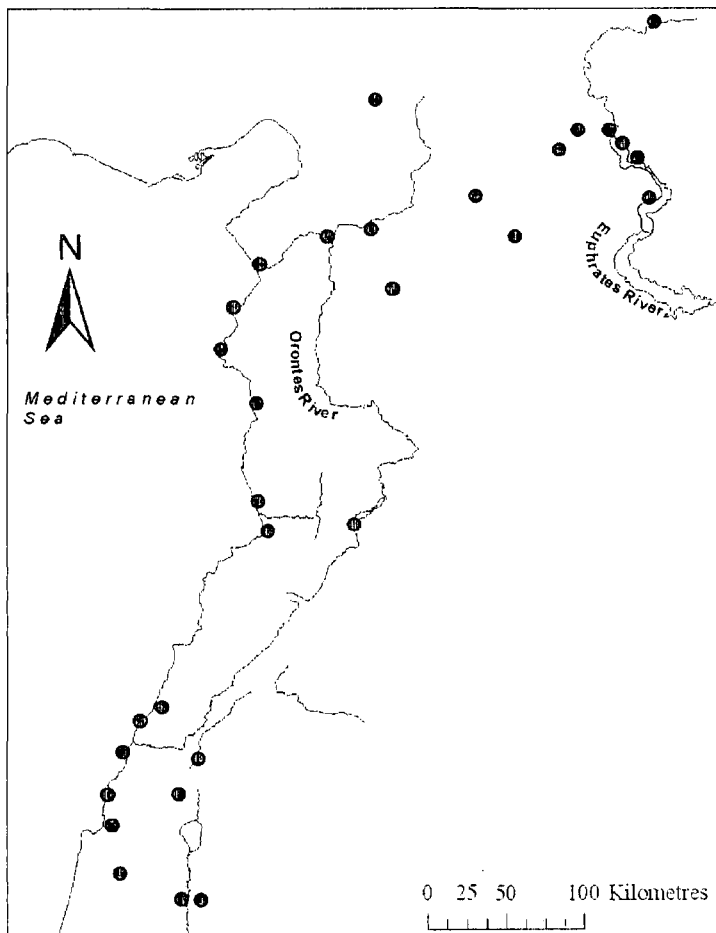 Euphrates River
N
Orontes River
Mediterranean
Sea
0 25 50 100 Kilometres